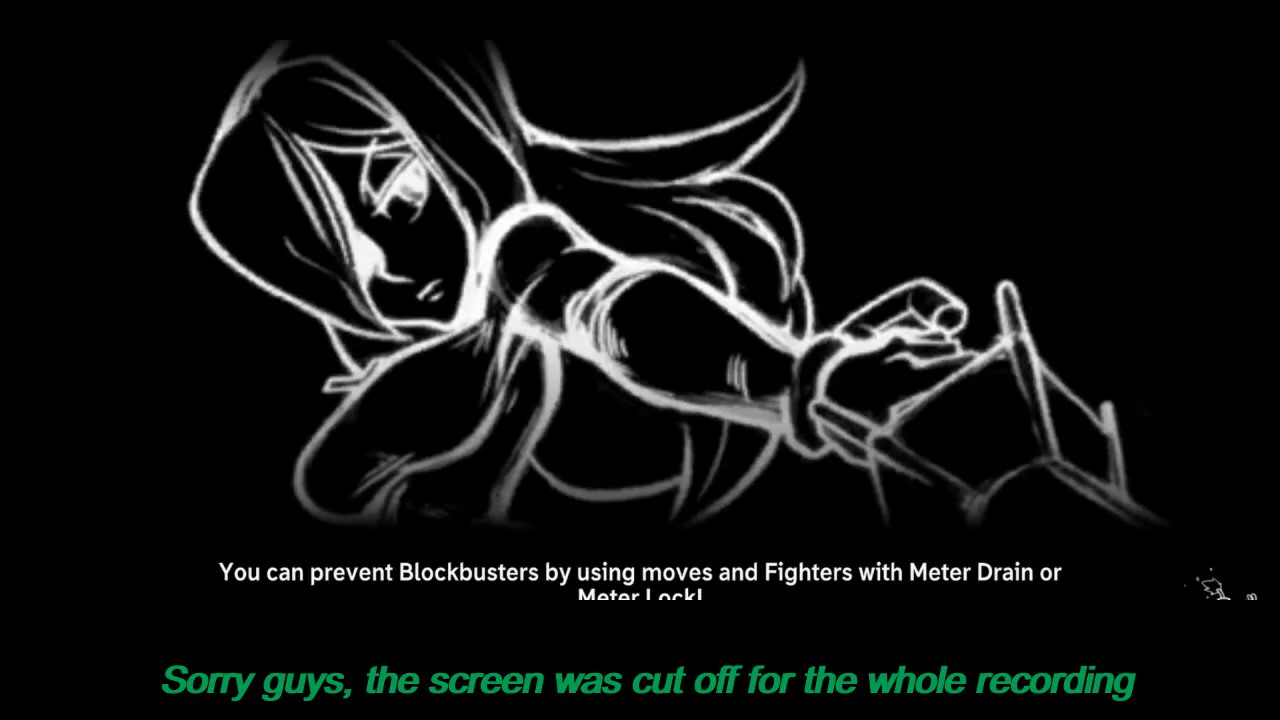 You can prevent Blockbusters by using moves and Fighters with Meter Drain or
Meter Lock!
Sorry guys, the screen was cut off for the whole recording